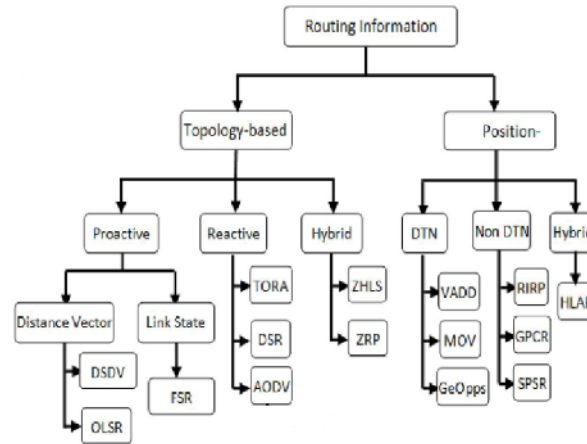 Routing Information
Topology-based
Position-
Proactive
Reactive
Hybrid
DTN
Non DTN
Hybrid
Distance Vector
Link State
TORA
ZHLS
VADD
RIRP
DSR
ZRP
MOV
GPCR
DSDV
FSR
AODV
GeOpps
SPSR
OLSR